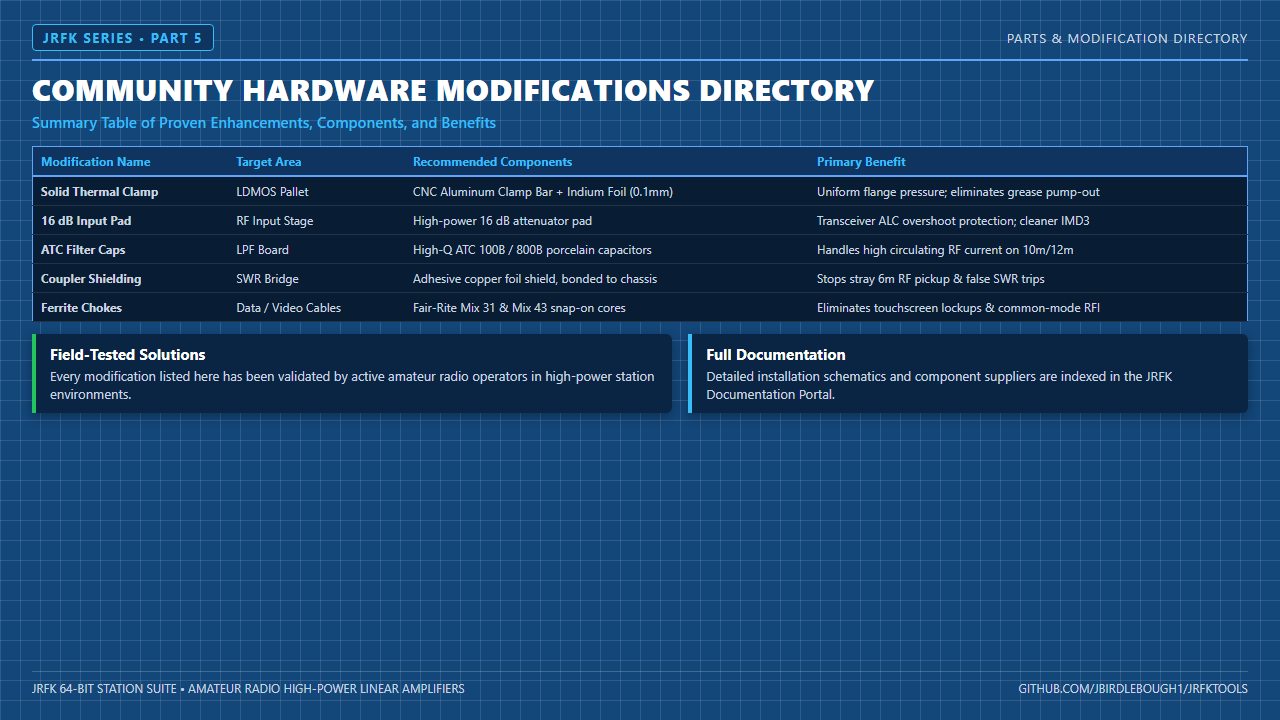 JRFK SERIES • PART 5
PARTS & MODIFICATION DIRECTORY
COMMUNITY HARDWARE MODIFICATIONS DIRECTORY
Summary Table of Proven Enhancements, Components, and Benefits
Modification Name Target Area Recommended Components Primary Benefit
Solid Thermal Clamp LDMOS Pallet CNC Aluminum Clamp Bar + Indium Foil (0.1mm) Uniform flange pressure; eliminates grease pump-out
16 dB Input Pad RF Input Stage High-power 16 dB attenuator pad Transceiver ALC overshoot protection; cleaner IMD3
ATC Filter Caps LPF Board High-Q ATC 100B / 800B porcelain capacitors Handles high circulating RF current on 10m/12m
Coupler Shielding SWR Bridge Adhesive copper foil shield, bonded to chassis Stops stray 6m RF pickup & false SWR trips
Ferrite Chokes Data / Video Cables Fair-Rite Mix 31 & Mix 43 snap-on cores Eliminates touchscreen lockups & common-mode RFI
Field-Tested Solutions
Every modification listed here has been validated by active amateur radio operators in high-power station
environments.
Full Documentation
Detailed installation schematics and component suppliers are indexed in the JRFK
Documentation Portal.
JRFK 64-BIT STATION SUITE • AMATEUR RADIO HIGH-POWER LINEAR AMPLIFIERS
GITHUB.COM/JBIRDLEBOUGH1/JRFKTOOLS